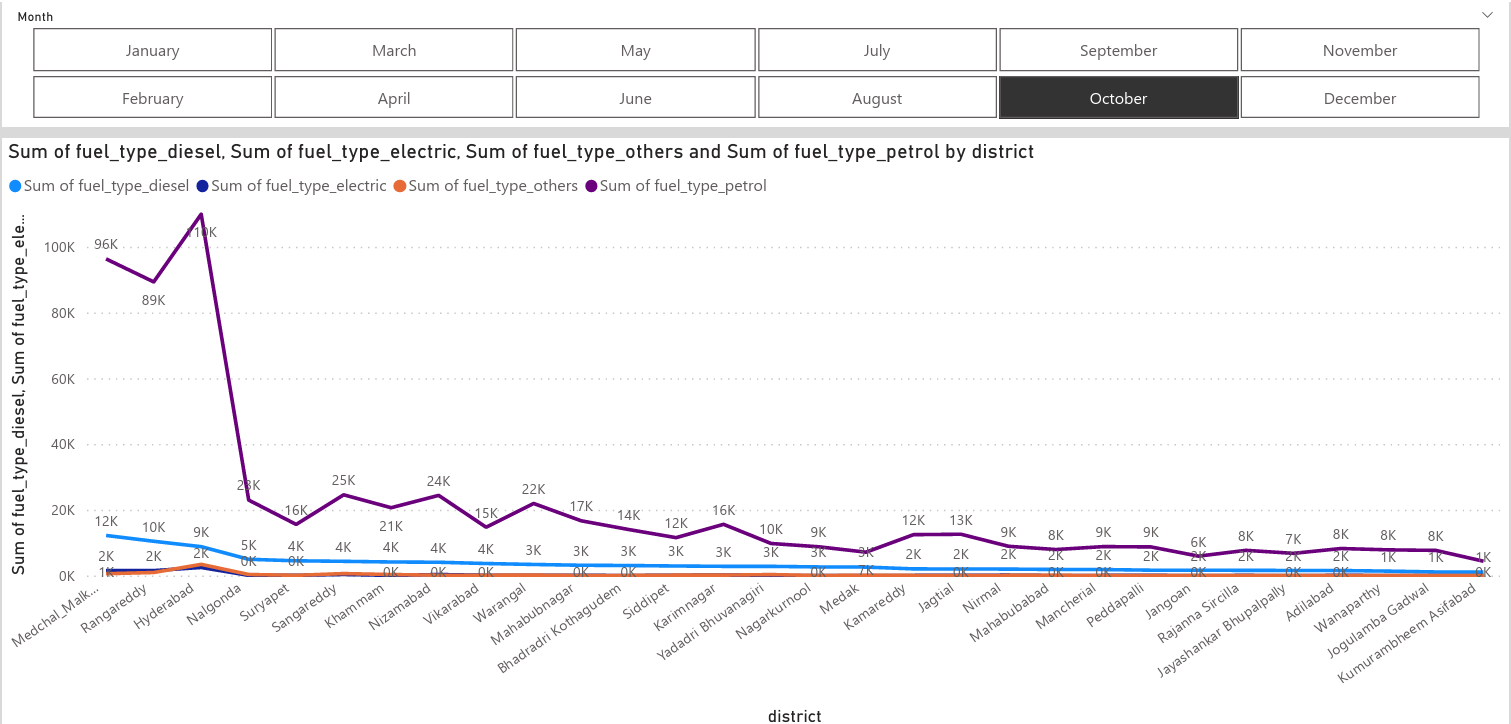 Month
January March May July September November
February April June August October December
Sum of fuel_type_diesel, Sum of fuel_type_electric, Sum of fuel_type_others and Sum of fuel_type_petrol by district
Sum of fuel_type_diesel Sum of fuel_type_electric Sum of fuel_type_others Sum of fuel_type_petrol
Sum of fuel_type_diesel, Sum of fuel_type_ele...
100K
80K
60K
40K
20K
0K
96K 89K 110K 23K 16K 25K 21K 24K 15K 22K 17K 14K 12K 16K 10K 9K 7K 12K 13K 9K 8K 9K 9K 6K 8K 7K 8K 8K 8K
12K 10K 9K 5K 4K 4K 4K 4K 4K 3K 3K 3K 3K 3K 3K 3K 3K 2K 2K 2K 2K 2K 2K 2K 2K 2K 2K 1K 1K 1K
2K 2K 2K 0K 0K 0K 0K 0K 0K 0K 0K 0K 0K 0K 0K 0K 0K 0K
1K
Medchal_Malk...
Rangareddy
Hyderabad
Nalgonda
Suryapet
Sangareddy
Khammam
Nizamabad
Vikarabad
Warangal
Mahabubnagar
Bhadradri Kothagudem
Siddipet
Karimnagar
Yadadri Bhuvanagiri
Nagarkurnool
Medak
Kamareddy
Jagtial
Nirmal
Mahabubabad
Mancherial
Peddapalli
Jangoan
Rajanna Sircilla
Jayashankar Bhupalpally
Adilabad
Wanaparthy
Jogulamba Gadwal
Kumurambheem Asifabad
district